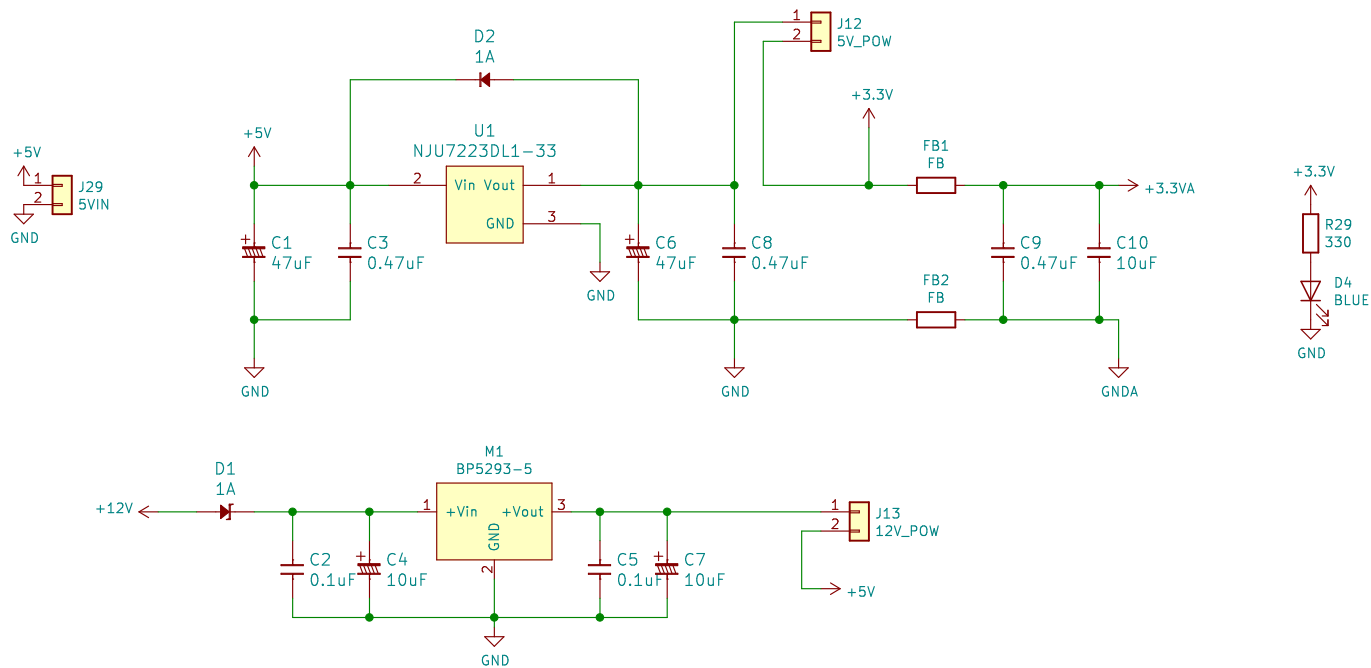 D2
1A
1
2
J12
5V_POW
+3.3V
+5V
1
2
J29
5VIN
GND
+5V
U1
NJU7223DL1-33
2
Vin Vout
1
GND
3
GND
+
C1
47uF
C3
0.47uF
GND
+
C6
47uF
C8
0.47uF
GND
FB1
FB
+3.3VA
FB2
FB
C9
0.47uF
C10
10uF
GNDA
+3.3V
R29
330
D4
BLUE
GND
+12V
D1
1A
M1
BP5293-5
1
+Vin
+Vout
3
GND
2
C2
0.1uF
+
C4
10uF
C5
0.1uF
+
C7
10uF
GND
1
2
J13
12V_POW
+5V